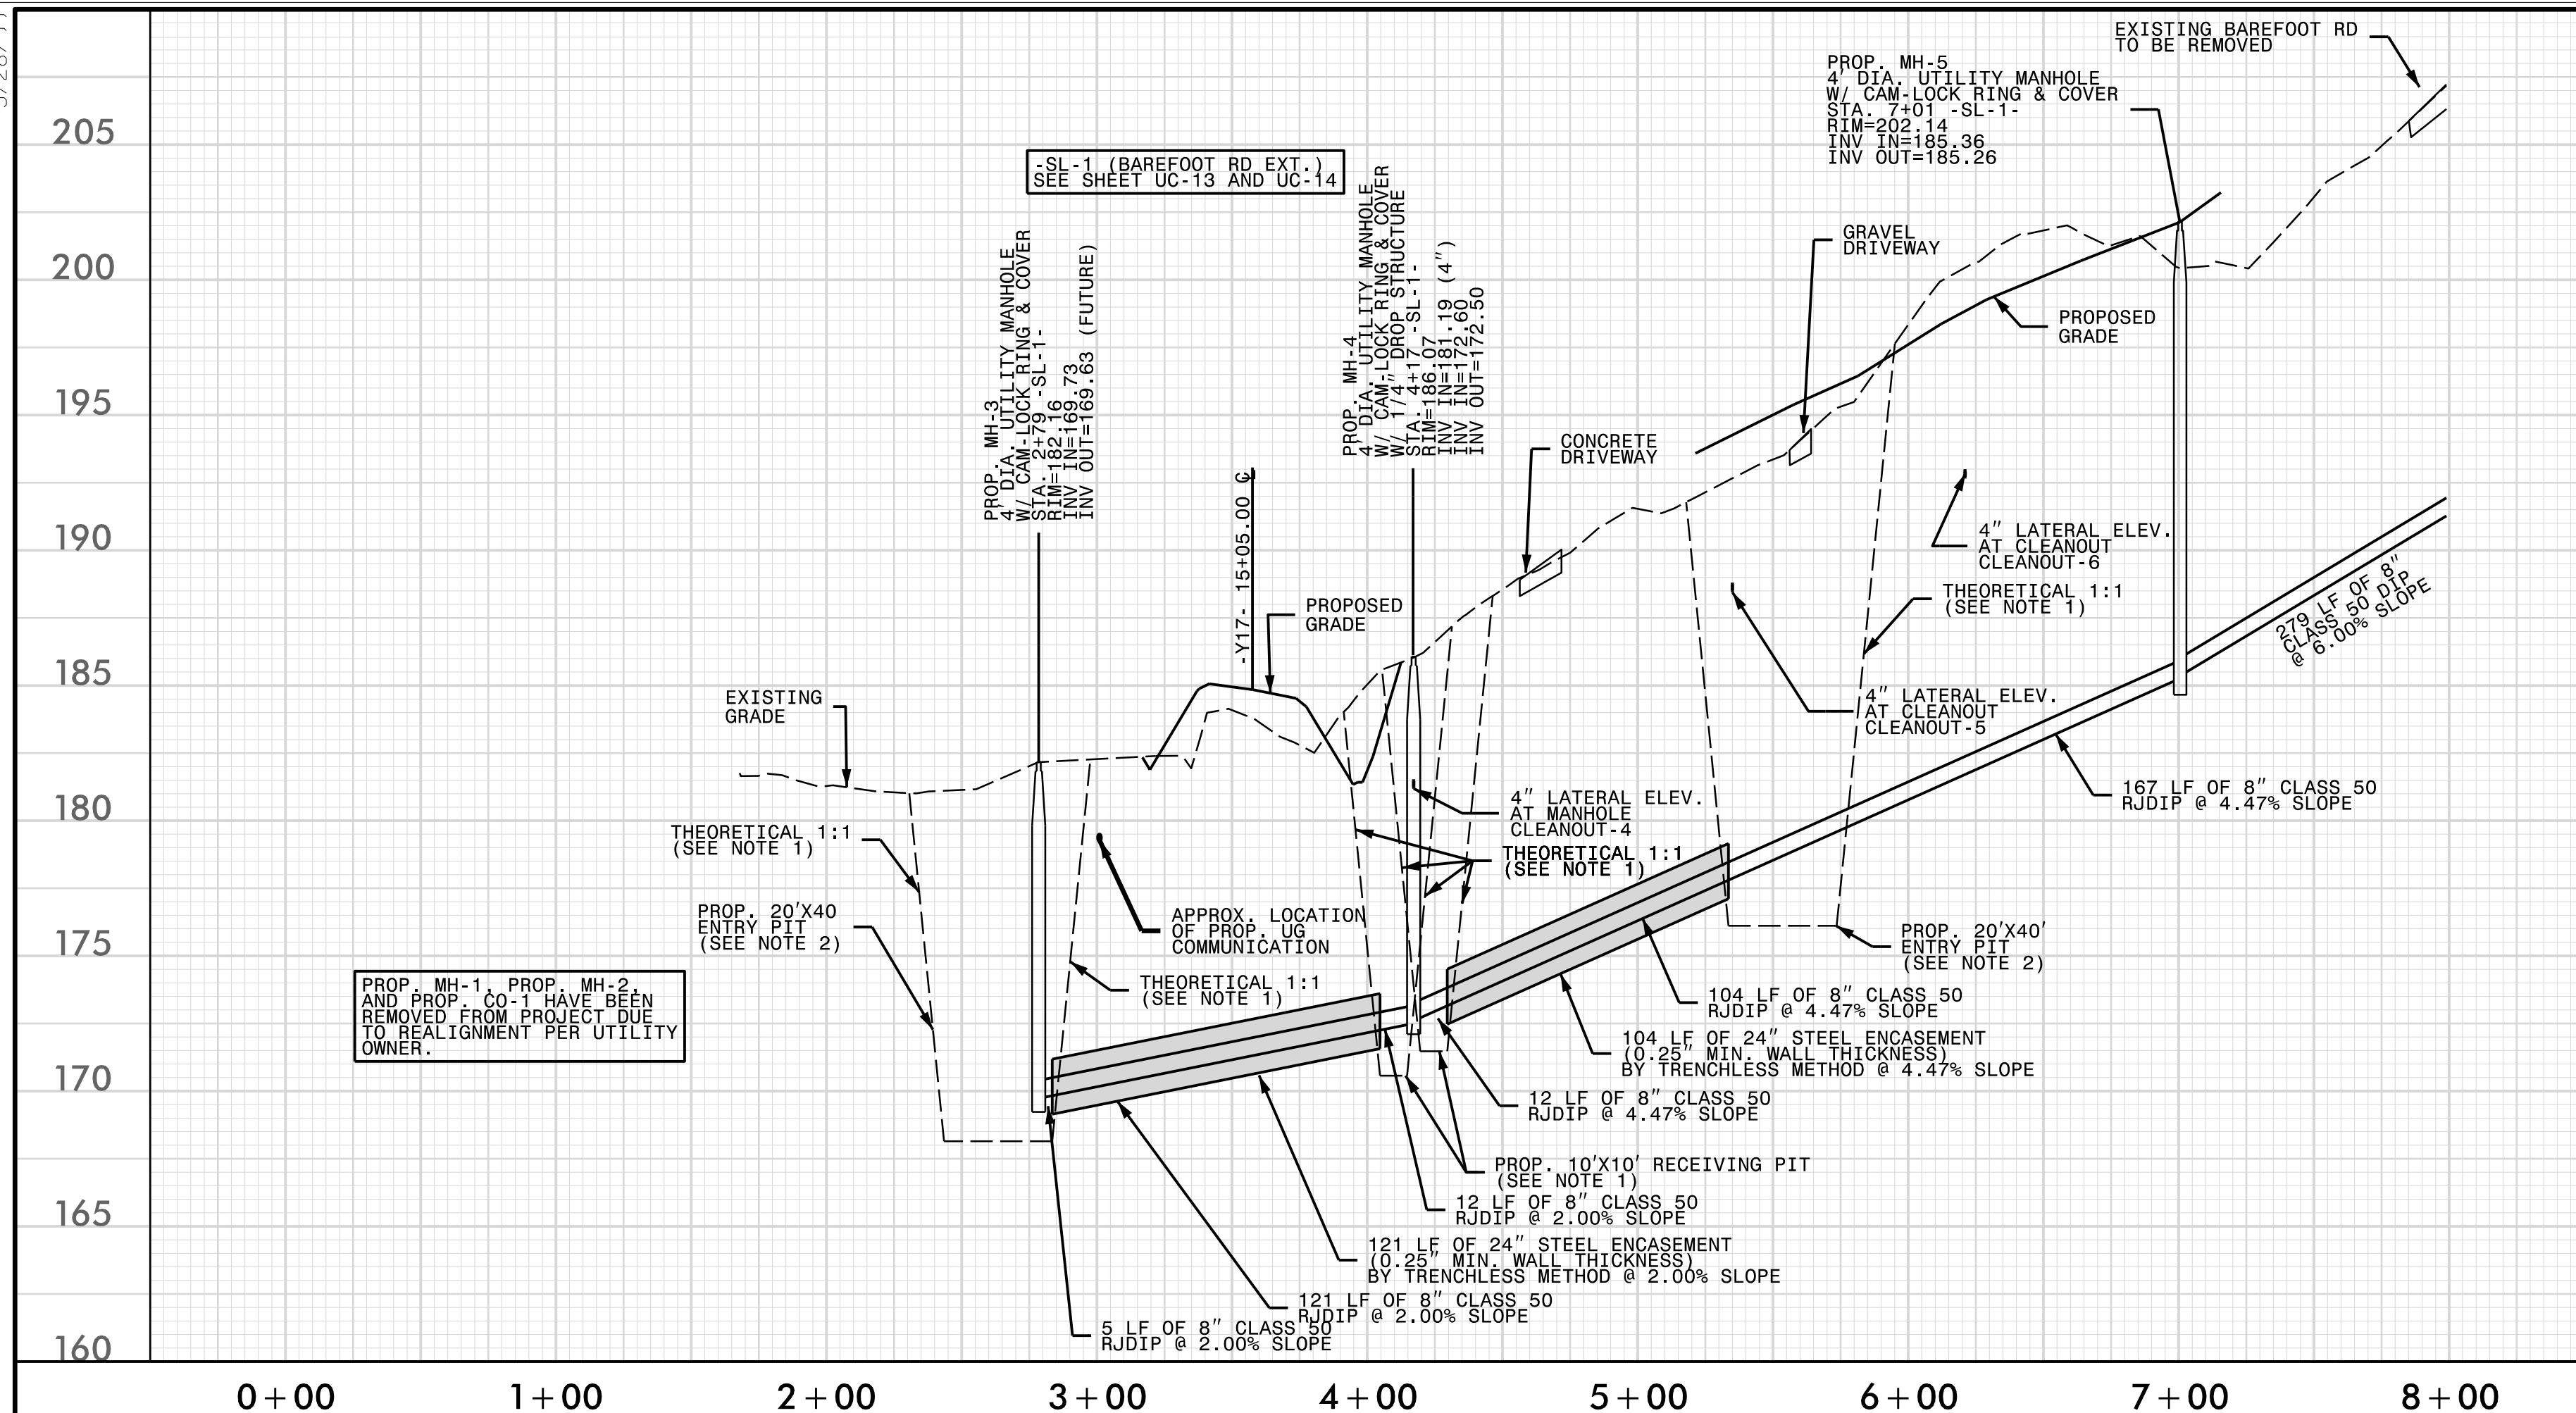 EXISTING BAREFOOT RD
TO BE REMOVED
PROP. MH-5
4' DIA. UTILITY MANHOLE
W/ CAM-LOCK RING & COVER
STA. 7+01 -SL-1-
RIM=202.14
INV IN=185.36
INV OUT=185.26
-SL-1 (BAREFOOT RD EXT.)
SEE SHEET UC-13 AND UC-14
PROP. MH-3
4' DIA. UTILITY MANHOLE
W/ CAM-LOCK RING & COVER
STA. 2+79 -SL-1-
RIM=182.16
INV IN=169.73
INV OUT=169.63 (FUTURE)
PROP. MH-4
4' DIA. UTILITY MANHOLE
W/ CAM-LOCK RING & COVER
W/ 1/4" DROP STRUCTURE
STA. 4+17 -SL-1-
RIM=186.07
INV IN=181.19 (4")
INV IN=172.60
INV OUT=172.50
GRAVEL
DRIVEWAY
PROPOSED
GRADE
CONCRETE
DRIVEWAY
-Y17- 15+05.00 CL
4" LATERAL ELEV.
AT CLEANOUT
CLEANOUT-6
THEORETICAL 1:1
(SEE NOTE 1)
279 LF OF 8"
CLASS 50 DIP
@ 6.00% SLOPE
PROPOSED
GRADE
EXISTING
GRADE
4" LATERAL ELEV.
AT CLEANOUT
CLEANOUT-5
167 LF OF 8" CLASS 50
RJDIP @ 4.47% SLOPE
4" LATERAL ELEV.
AT MANHOLE
CLEANOUT-4
THEORETICAL 1:1
(SEE NOTE 1)
THEORETICAL 1:1
(SEE NOTE 1)
PROP. 20'X40
ENTRY PIT
(SEE NOTE 2)
APPROX. LOCATION
OF PROP. UG
COMMUNICATION
PROP. 20'X40'
ENTRY PIT
(SEE NOTE 2)
THEORETICAL 1:1
(SEE NOTE 1)
PROP. MH-1, PROP. MH-2,
AND PROP. CO-1 HAVE BEEN
REMOVED FROM PROJECT DUE
TO REALIGNMENT PER UTILITY
OWNER.
104 LF OF 8" CLASS 50
RJDIP @ 4.47% SLOPE
104 LF OF 24" STEEL ENCASEMENT
(0.25" MIN. WALL THICKNESS)
BY TRENCHLESS METHOD @ 4.47% SLOPE
12 LF OF 8" CLASS 50
RJDIP @ 4.47% SLOPE
PROP. 10'X10' RECEIVING PIT
(SEE NOTE 1)
12 LF OF 8" CLASS 50
RJDIP @ 2.00% SLOPE
121 LF OF 24" STEEL ENCASEMENT
(0.25" MIN. WALL THICKNESS)
BY TRENCHLESS METHOD @ 2.00% SLOPE
121 LF OF 8" CLASS 50
RJDIP @ 2.00% SLOPE
5 LF OF 8" CLASS 50
RJDIP @ 2.00% SLOPE
205
200
195
190
185
180
175
170
165
160
0+00 1+00 2+00 3+00 4+00 5+00 6+00 7+00 8+00